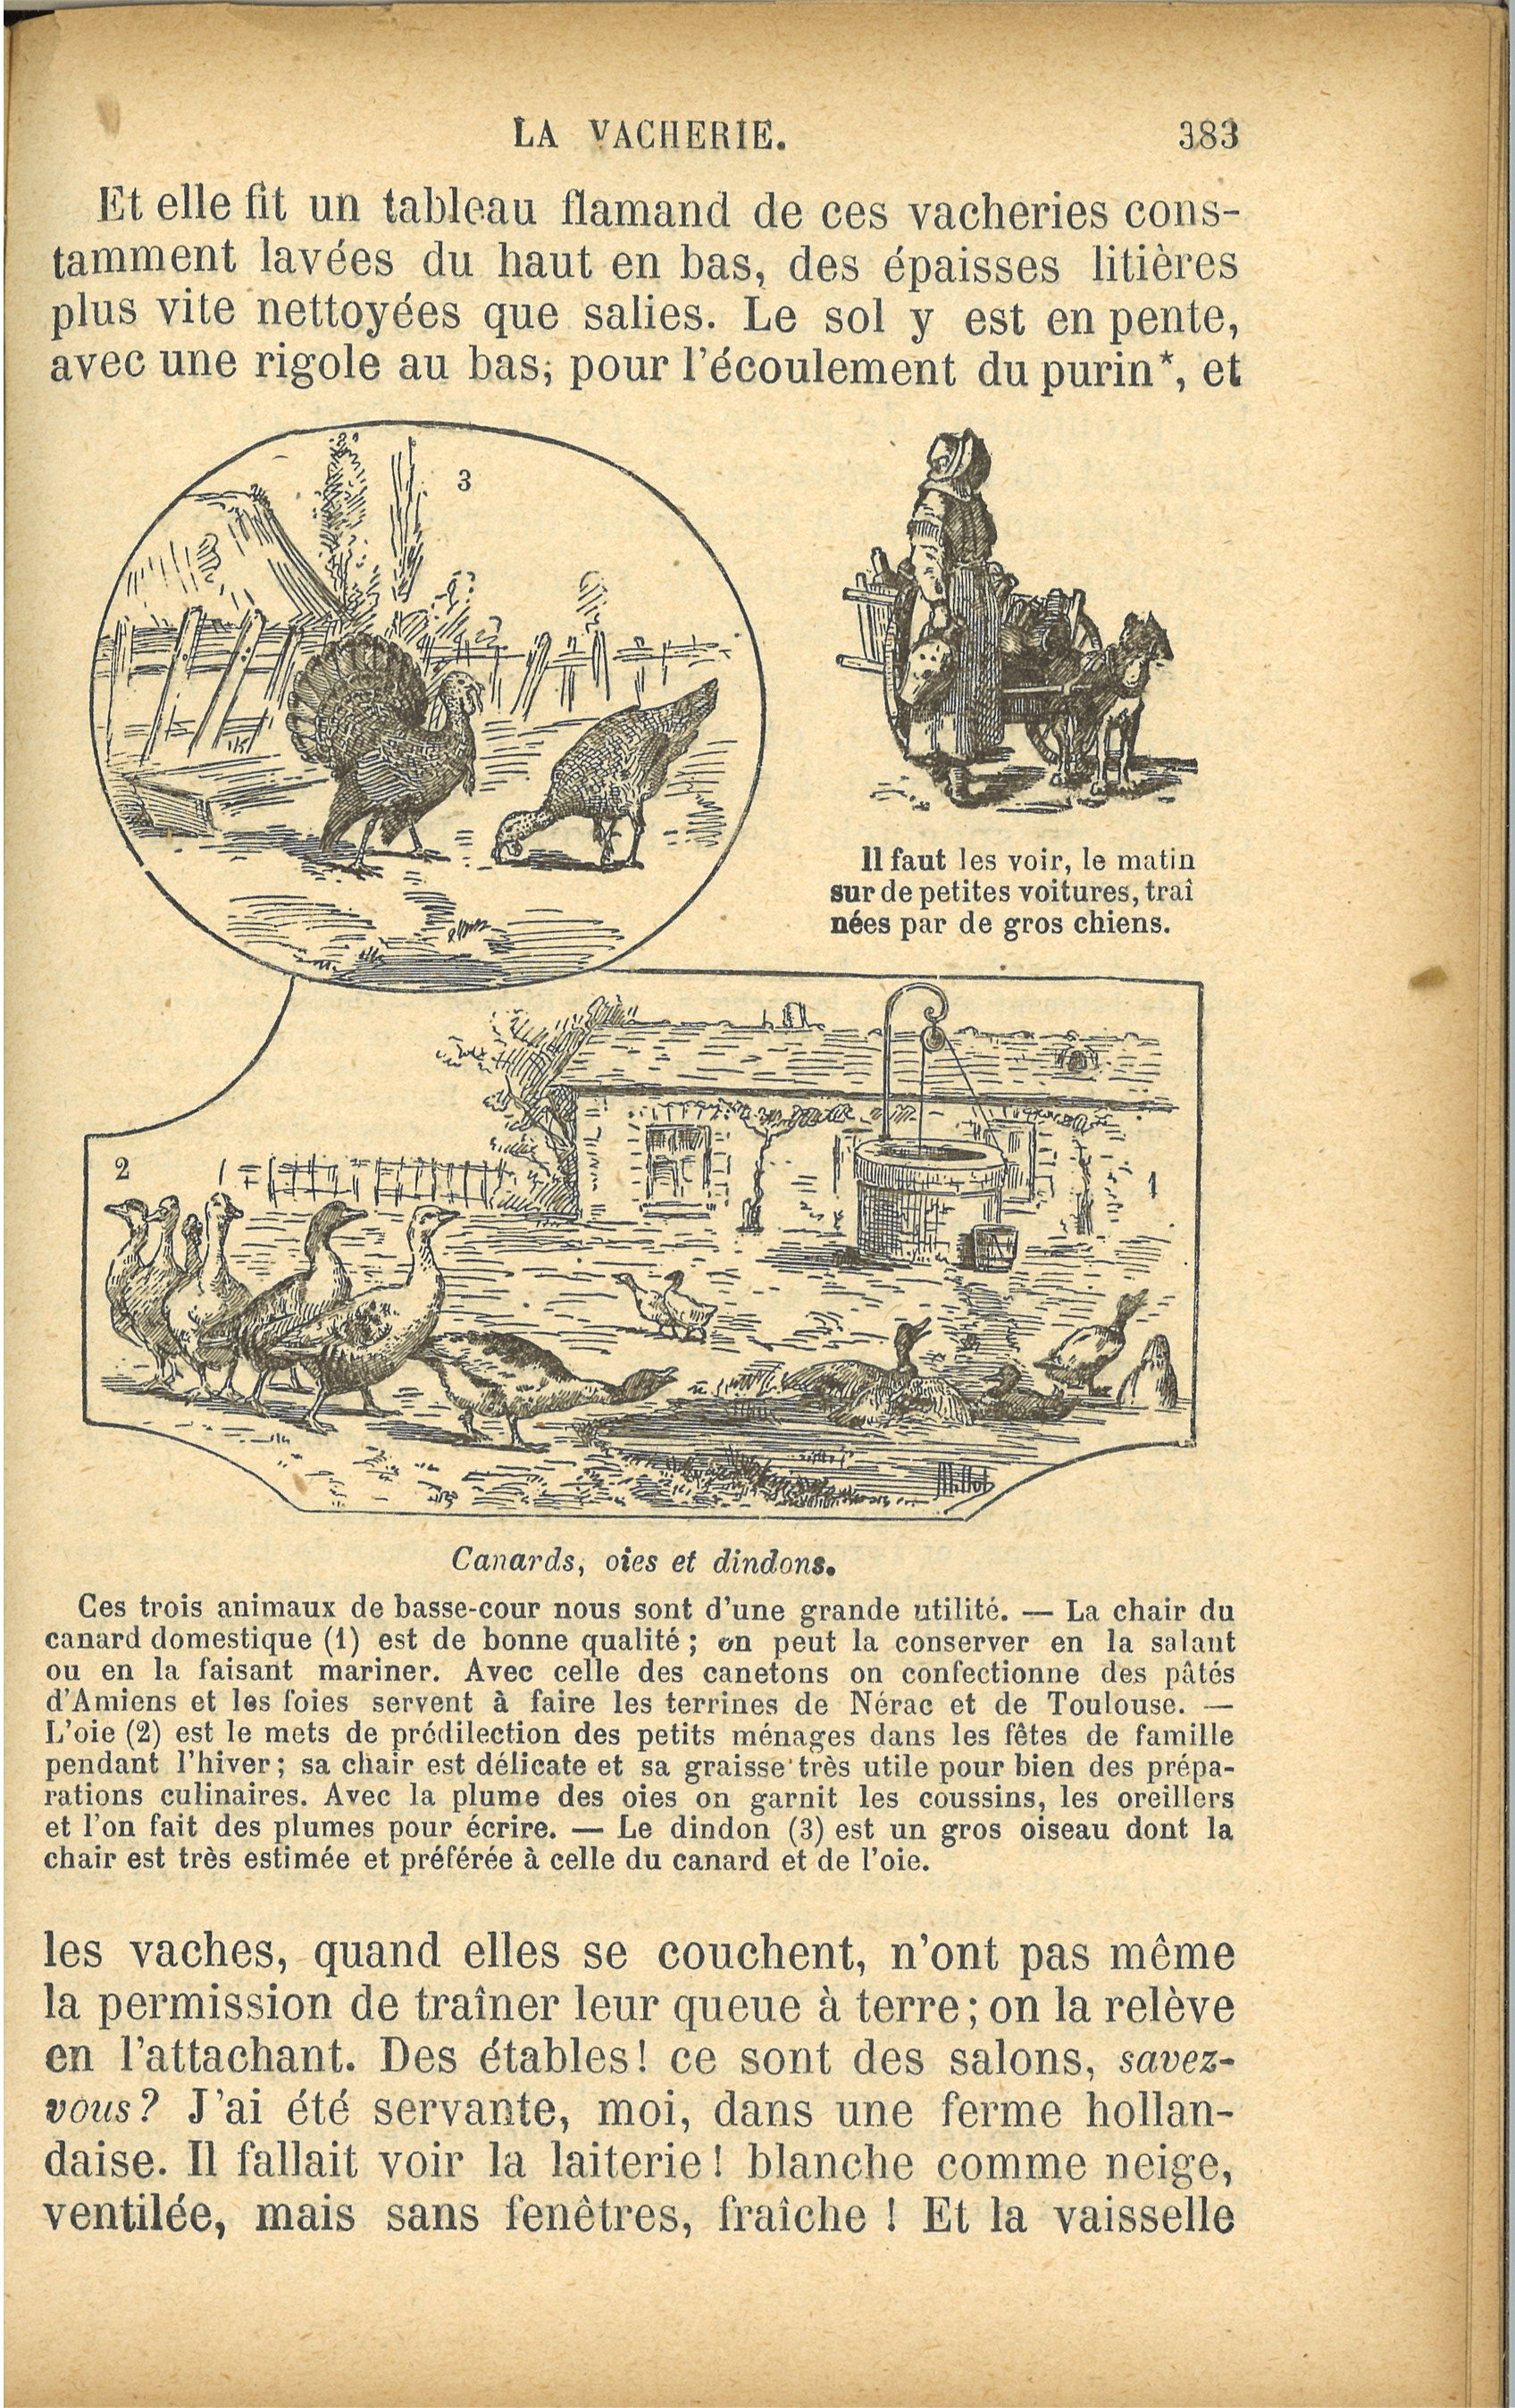 LA VACHERIE. 383
Et elle fit un tableau flamand de ces vacheries cons-
tamment lavées du haut en bas, des épaisses litières
plus vite nettoyées que salies. Le sol y est en pente,
avec une rigole au bas, pour l'écoulement du purin*, et
3
Il faut les voir, le matin
sur de petites voitures, traî
nées par de gros chiens.
2
1
Millot
Canards, oies et dindons.
Ces trois animaux de basse-cour nous sont d'une grande utilité. — La chair du
canard domestique (1) est de bonne qualité ; on peut la conserver en la salant
ou en la faisant mariner. Avec celle des canetons on confectionne des pâtés
d'Amiens et les foies servent à faire les terrines de Nérac et de Toulouse. —
L'oie (2) est le mets de prédilection des petits ménages dans les fêtes de famille
pendant l'hiver ; sa chair est délicate et sa graisse très utile pour bien des prépa-
rations culinaires. Avec la plume des oies on garnit les coussins, les oreillers
et l'on fait des plumes pour écrire. — Le dindon (3) est un gros oiseau dont la
chair est très estimée et préférée à celle du canard et de l'oie.
les vaches, quand elles se couchent, n'ont pas même
la permission de traîner leur queue à terre ; on la relève
en l'attachant. Des étables ! ce sont des salons, savez-
vous ? J'ai été servante, moi, dans une ferme hollan-
daise. Il fallait voir la laiterie ! blanche comme neige,
ventilée, mais sans fenêtres, fraîche ! Et la vaisselle